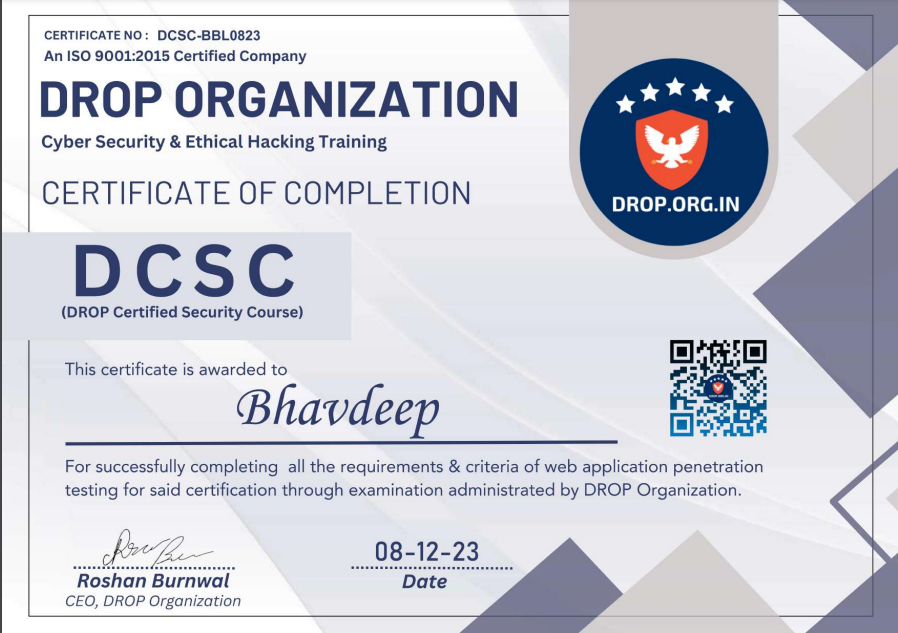 CERTIFICATE NO : DCSC-BBL0823
An ISO 9001:2015 Certified Company
DROP ORGANIZATION
Cyber Security & Ethical Hacking Training
CERTIFICATE OF COMPLETION
DROP.ORG.IN
DCSC
(DROP Certified Security Course)
This certificate is awarded to
Bhavdeep
For successfully completing all the requirements & criteria of web application penetration
testing for said certification through examination administrated by DROP Organization.
08-12-23
Roshan Burnwal
Date
CEO, DROP Organization